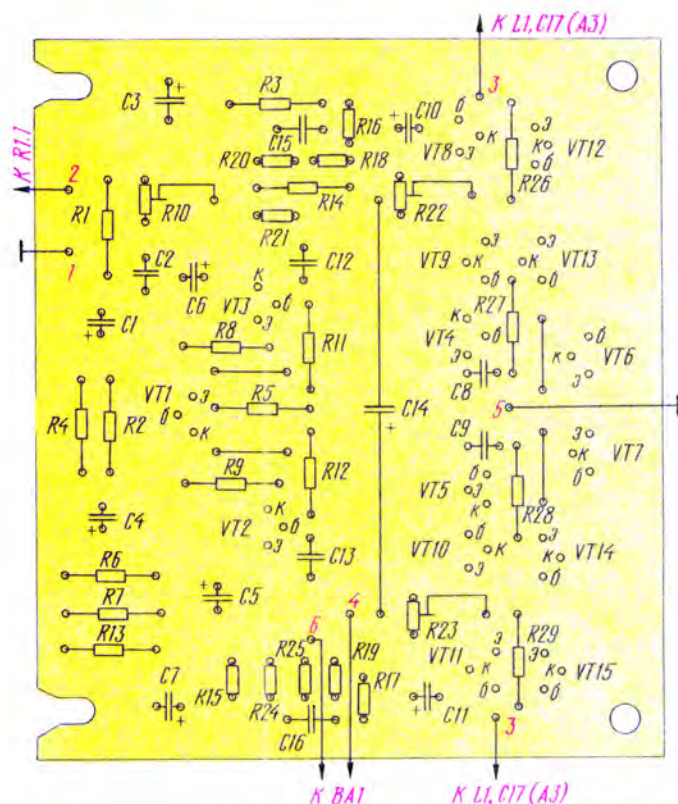 К L1, C17 (A3)
3
R3
C3
C10
б
R16
э
C15
к
к
VT12
VT8
э
б
R20
R18
К R1.1
2
R26
R14
R1
R10
R22
R21
1
C2
C12
э
э
VT9
к
к
VT13
C6
к
б
б
VT3
б
R27
C1
э
к
R8
R11
VT4
б
б
к
VT6
э
э
C8
VT1
э
R5
C14
5
R4
R2
б
C9
к
э
VT7
R9
R12
к
б
VT5
б
э
C4
к
к
R28
VT2
б
б
э
э
VT10
к
к
VT14
C13
э
б
R6
R7
C5
4
R13
6
R23
R29
э
э
R25
R19
VT11
к
к
VT15
C7
R15
R17
б
б
R24
C11
C16
3
К BA1
К L1, C17 (A3)